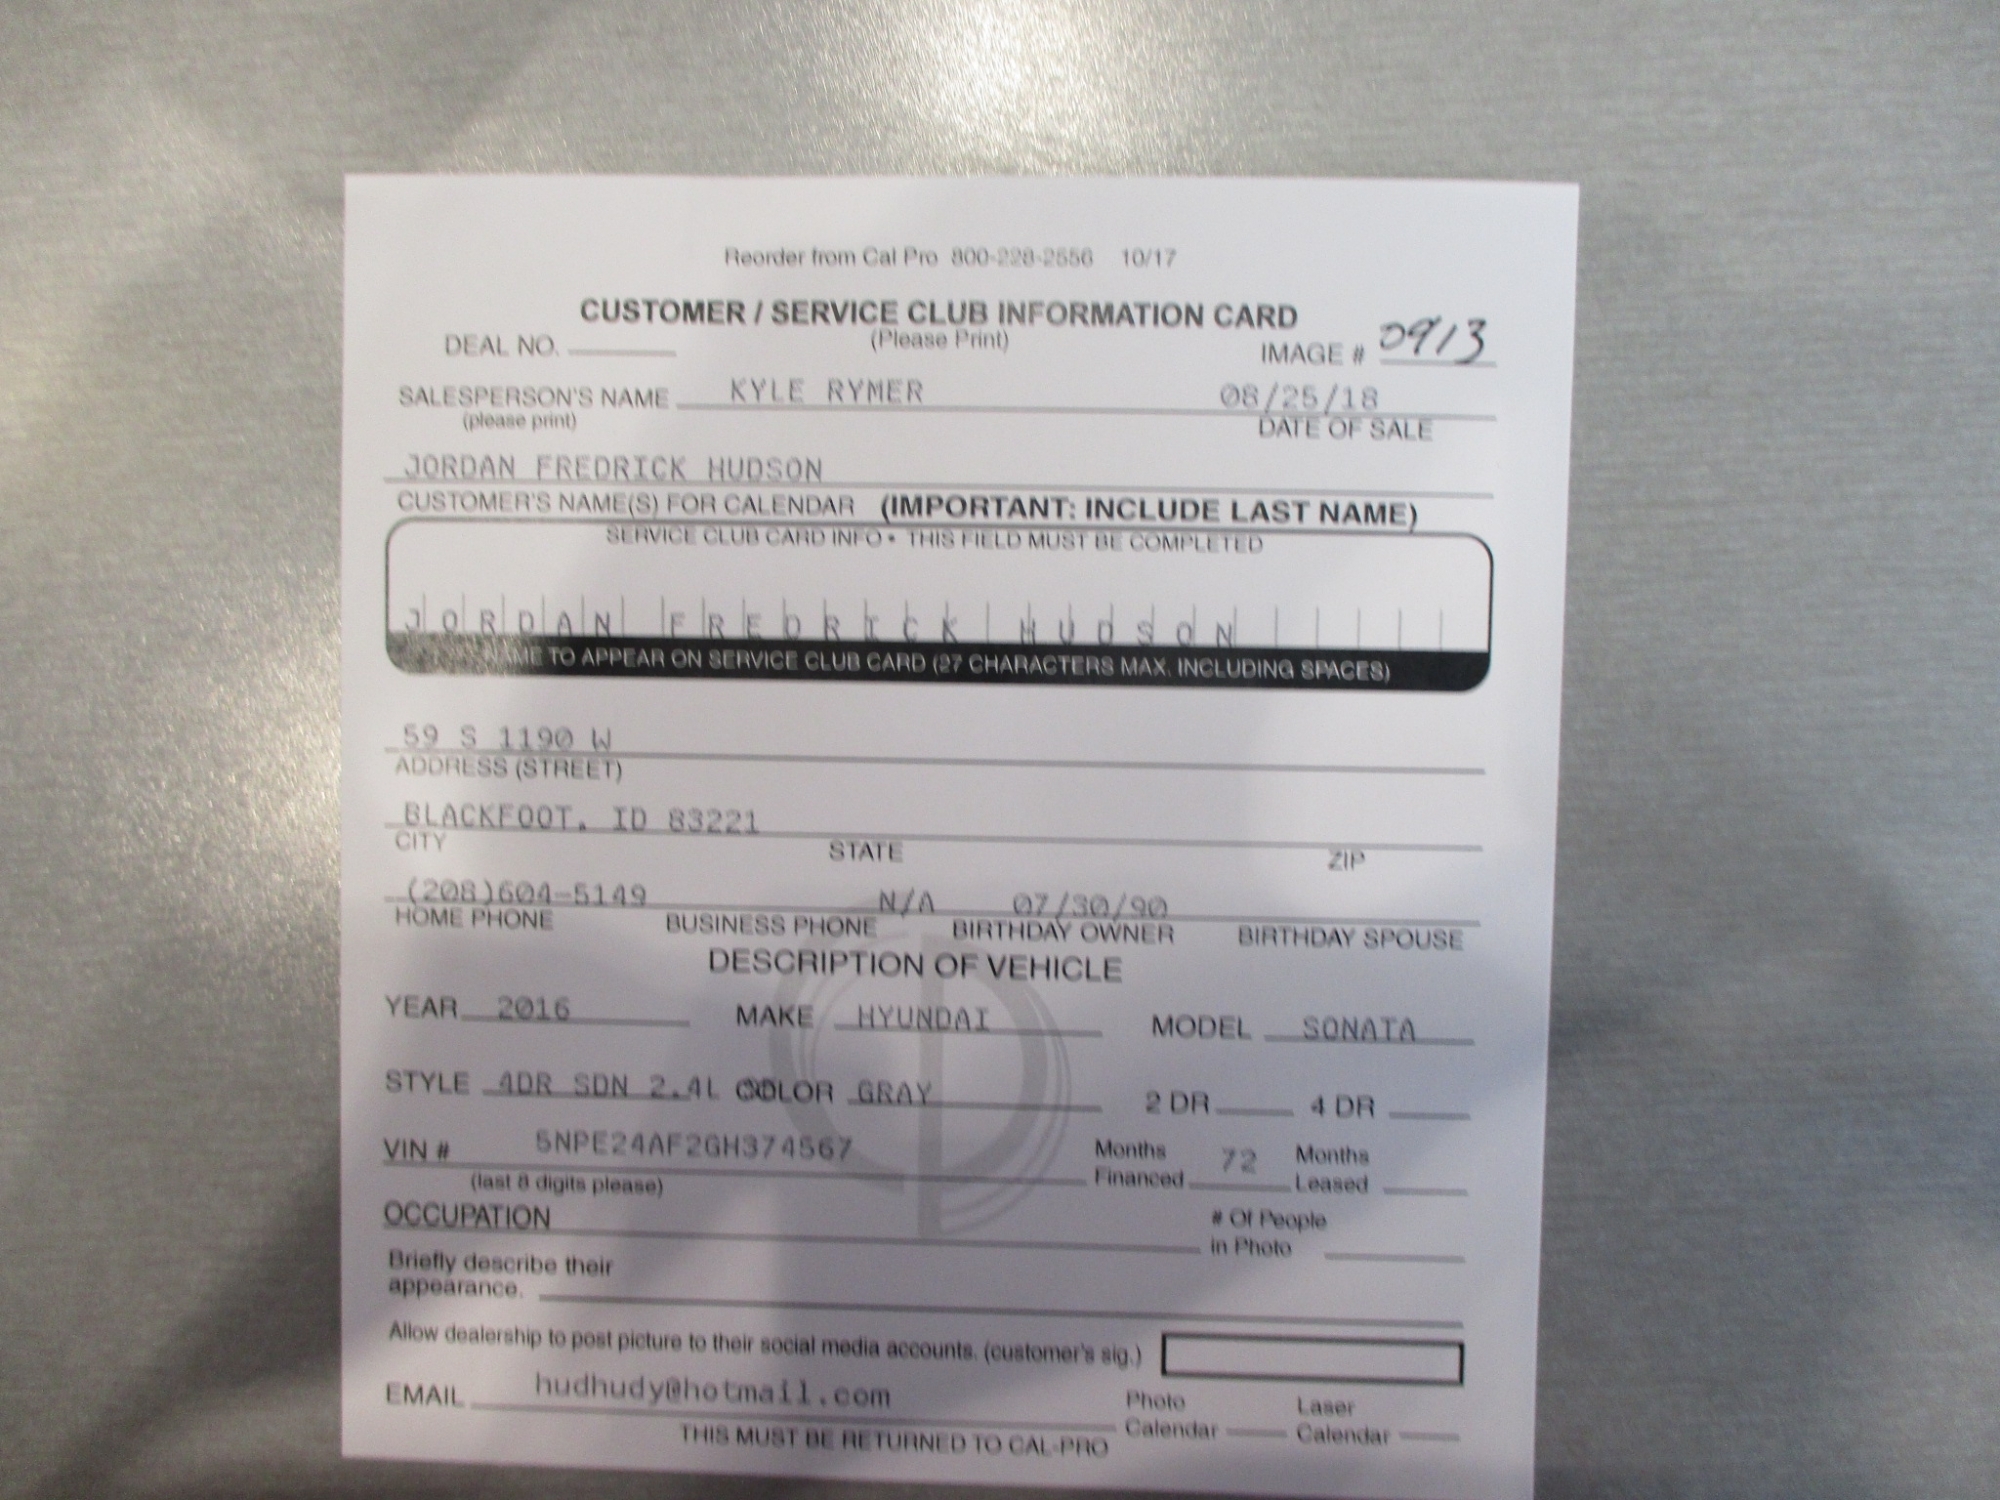 Reorder from Cal Pro 800-228-2556 10/17
CUSTOMER / SERVICE CLUB INFORMATION CARD
(Please Print)
DEAL NO. IMAGE # 0913
SALESPERSON'S NAME KYLE RYMER 08/25/18
(please print) DATE OF SALE
JORDAN FREDRICK HUDSON
CUSTOMER'S NAME(S) FOR CALENDAR (IMPORTANT: INCLUDE LAST NAME)
SERVICE CLUB CARD INFO • THIS FIELD MUST BE COMPLETED
JORDAN FREDRICK HUDSON
NAME TO APPEAR ON SERVICE CLUB CARD (27 CHARACTERS MAX. INCLUDING SPACES)
59 S 1190 W
ADDRESS (STREET)
BLACKFOOT, ID 83221
CITY STATE ZIP
(208)604-5149 N/A 07/30/90
HOME PHONE BUSINESS PHONE BIRTHDAY OWNER BIRTHDAY SPOUSE
DESCRIPTION OF VEHICLE
YEAR 2016 MAKE HYUNDAI MODEL SONATA
STYLE 4DR SDN 2.4L COLOR GRAY 2 DR 4 DR
VIN # 5NPE24AF2GH374567 Months Financed 72 Months Leased
(last 8 digits please)
OCCUPATION # Of People in Photo
Briefly describe their
appearance.
Allow dealership to post picture to their social media accounts. (customer's sig.)
EMAIL hudhudy@hotmail.com Photo Calendar Laser Calendar
THIS MUST BE RETURNED TO CAL-PRO